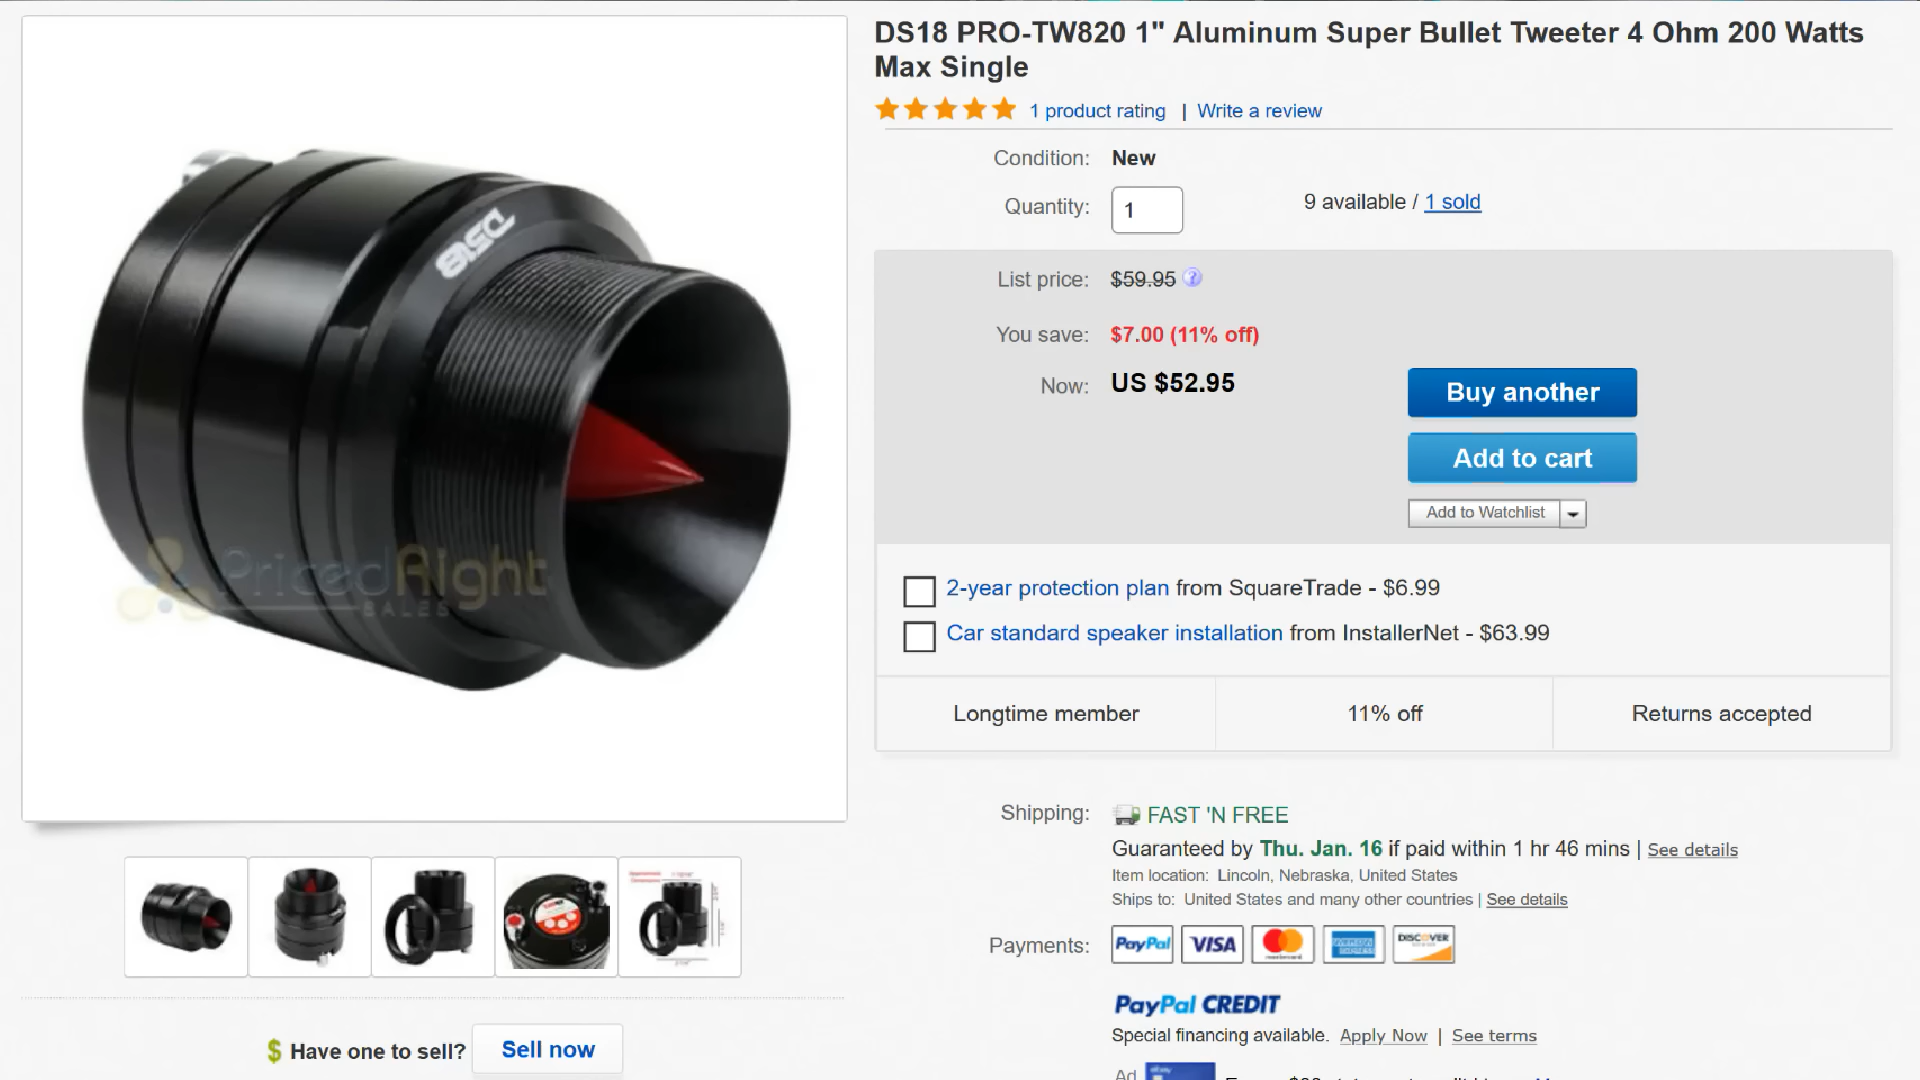 DS18 PRO-TW820 1" Aluminum Super Bullet Tweeter 4 Ohm 200 Watts
Max Single
1 product rating | Write a review
Condition: New
Quantity: 1 9 available / 1 sold
List price: $59.95 ?
You save: $7.00 (11% off)
Now: US $52.95
Buy another
Add to cart
Add to Watchlist
2-year protection plan from SquareTrade - $6.99
Car standard speaker installation from InstallerNet - $63.99
Longtime member 11% off Returns accepted
Shipping: FAST 'N FREE
Guaranteed by Thu. Jan. 16 if paid within 1 hr 46 mins | See details
Item location: Lincoln, Nebraska, United States
Ships to: United States and many other countries | See details
Payments: PayPal VISA mastercard AMERICAN EXPRESS DISCOVER
PayPal CREDIT
Special financing available. Apply Now | See terms
Ad
DS18
PricedRight
SALES
$ Have one to sell? Sell now